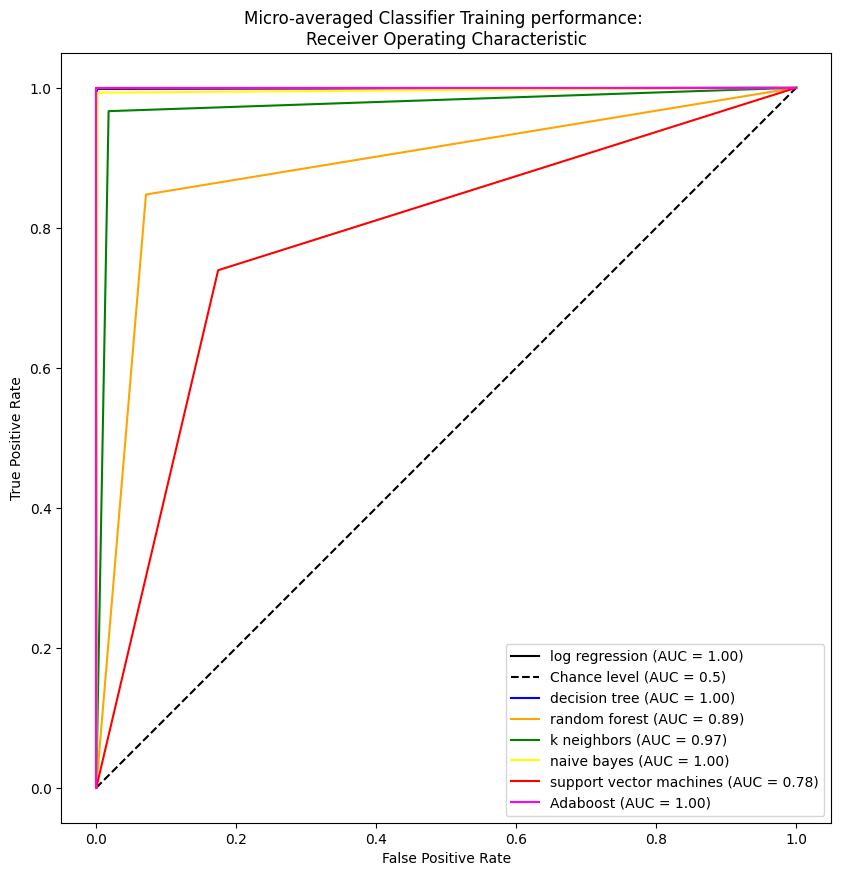 Micro-averaged Classifier Training performance:
Receiver Operating Characteristic
True Positive Rate
1.0
0.8
0.6
0.4
0.2
0.0
log regression (AUC = 1.00)
Chance level (AUC = 0.5)
decision tree (AUC = 1.00)
random forest (AUC = 0.89)
k neighbors (AUC = 0.97)
naive bayes (AUC = 1.00)
support vector machines (AUC = 0.78)
Adaboost (AUC = 1.00)
0.0 0.2 0.4 0.6 0.8 1.0
False Positive Rate